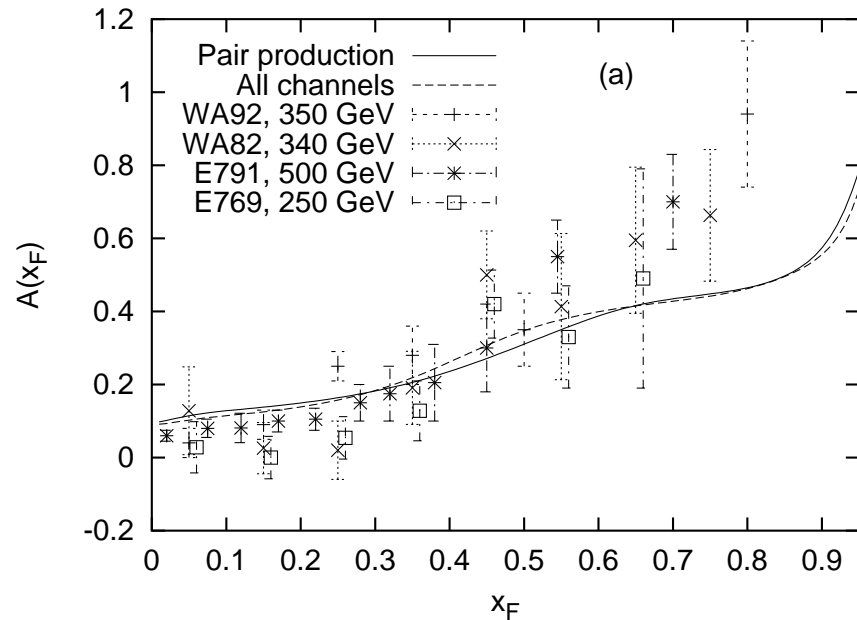 1.2
1
0.8
0.6
0.4
0.2
0
-0.2
A(x_F)
Pair production
All channels
WA92, 350 GeV
WA82, 340 GeV
E791, 500 GeV
E769, 250 GeV
(a)
0 0.1 0.2 0.3 0.4 0.5 0.6 0.7 0.8 0.9
x_F